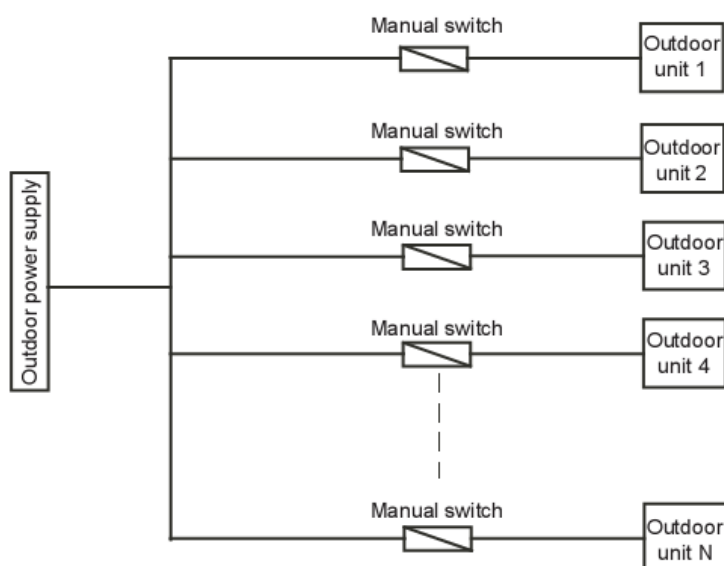 Manual switch
Outdoor
unit 1
Manual switch
Outdoor
unit 2
Manual switch
Outdoor
unit 3
Outdoor power supply
Manual switch
Outdoor
unit 4
Manual switch
Outdoor
unit N